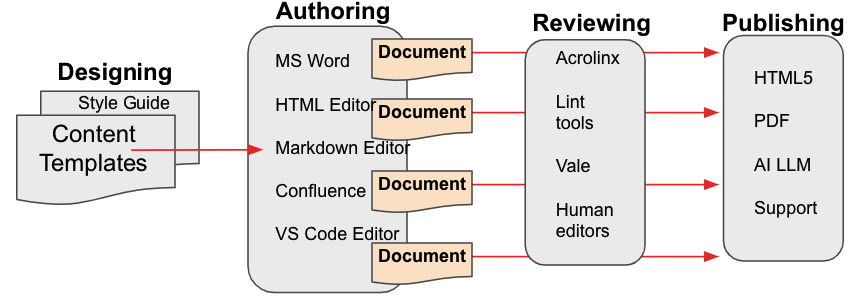 Designing
Style Guide
Content
Templates
Authoring
MS Word
HTML Editor
Markdown Editor
Confluence
VS Code Editor
Document
Document
Document
Document
Reviewing
Acrolinx
Lint
tools
Vale
Human
editors
Publishing
HTML5
PDF
AI LLM
Support